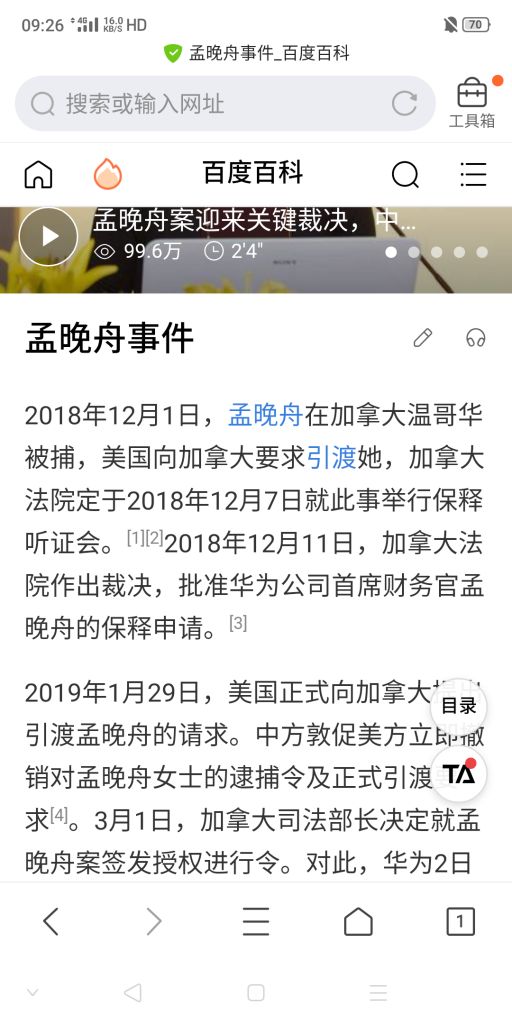 09:26 4G 16.0 KB/S HD 70
孟晚舟事件_百度百科
搜索或输入网址
工具箱
百度百科
孟晚舟案迎来关键裁决，中...
99.6万 2'4"
SONY
孟晚舟事件
2018年12月1日，孟晚舟在加拿大温哥华
被捕，美国向加拿大要求引渡她，加拿大
法院定于2018年12月7日就此事举行保释
听证会。[1][2]2018年12月11日，加拿大法
院作出裁决，批准华为公司首席财务官孟
晚舟的保释申请。[3]
2019年1月29日，美国正式向加拿大提出
目录
引渡孟晚舟的请求。中方敦促美方立即撤
销对孟晚舟女士的逮捕令及正式引渡要
TA
求[4]。3月1日，加拿大司法部长决定就孟
晚舟案签发授权进行令。对此，华为2日
1